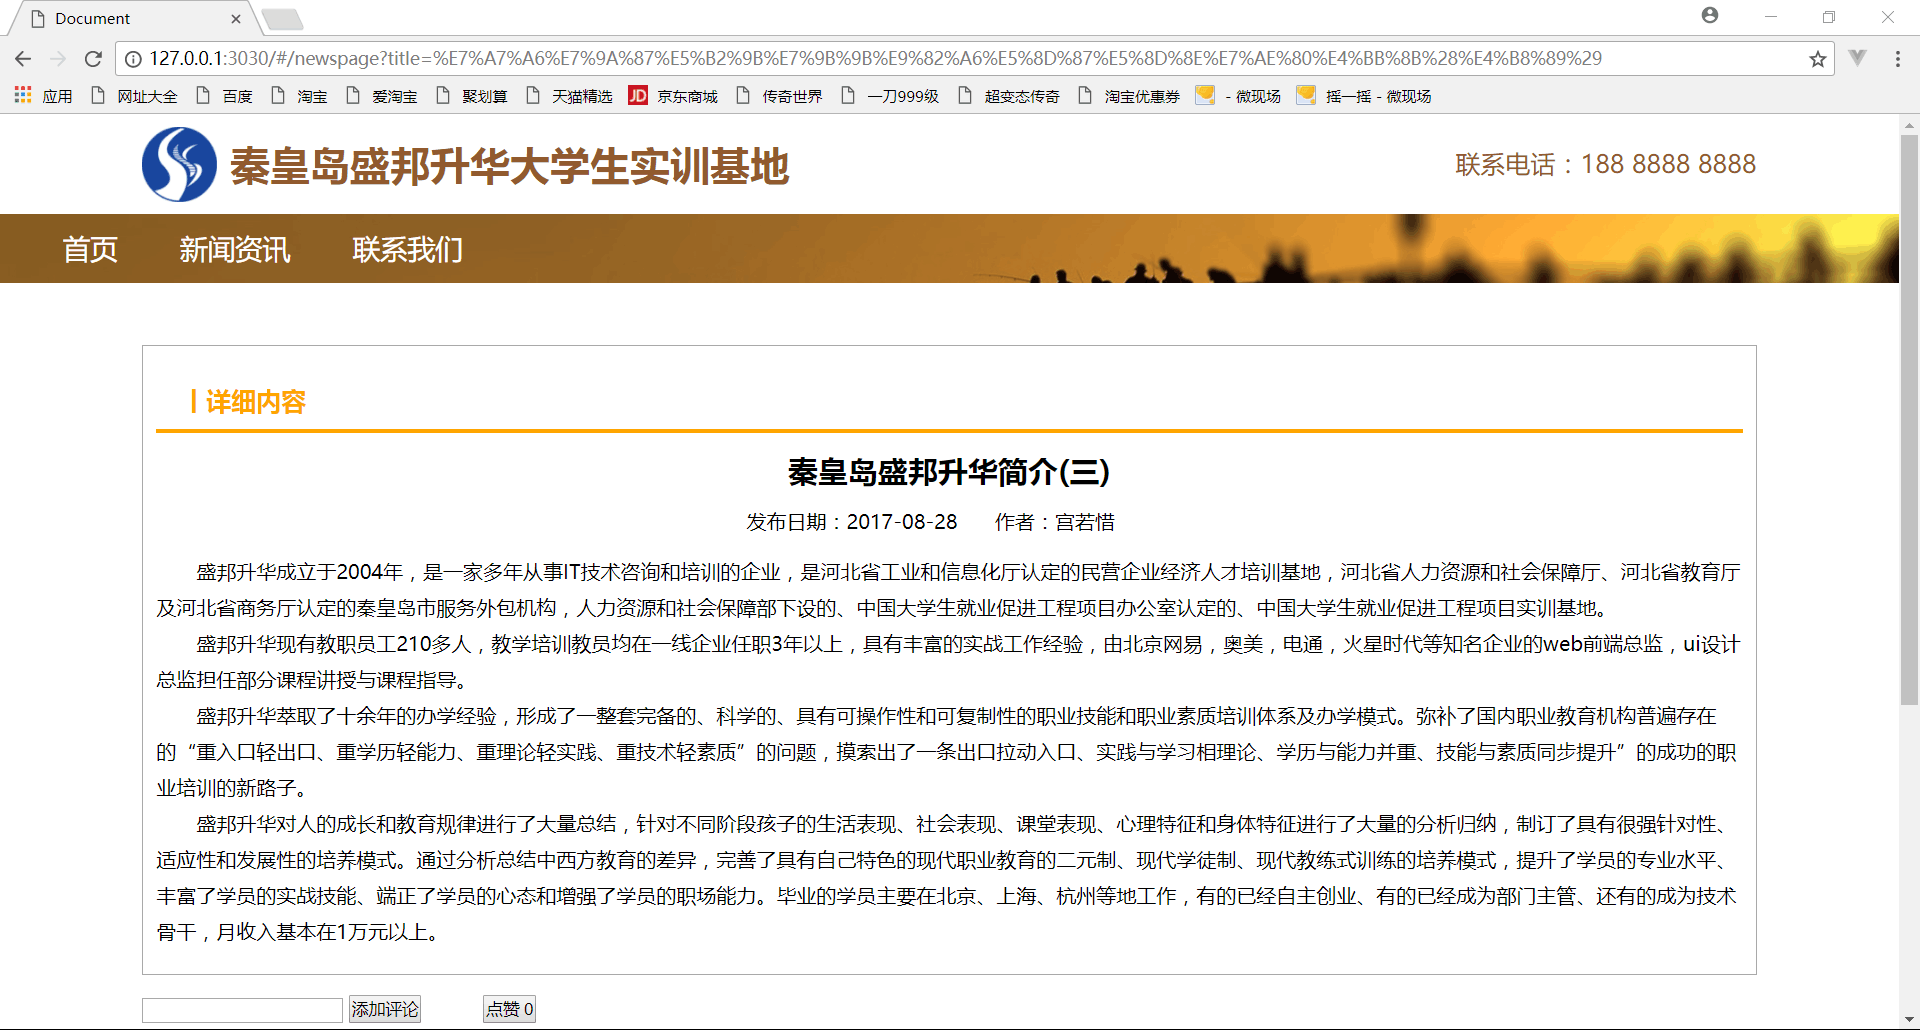 Document
127.0.0.1:3030/#/newspage?title=%E7%A7%A6%E7%9A%87%E5%B2%9B%E7%9B%9B%E9%82%A6%E5%8D%87%E5%8D%8E%E7%AE%80%E4%BB%8B%28%E4%B8%89%29
应用 网址大全 百度 淘宝 爱淘宝 聚划算 天猫精选 JD 京东商城 传奇世界 一刀999级 超变态传奇 淘宝优惠券 - 微现场 摇一摇 - 微现场
秦皇岛盛邦升华大学生实训基地 联系电话：188 8888 8888
首页 新闻资讯 联系我们
详细内容
秦皇岛盛邦升华简介(三)
发布日期：2017-08-28 作者：宫若惜
盛邦升华成立于2004年，是一家多年从事IT技术咨询和培训的企业，是河北省工业和信息化厅认定的民营企业经济人才培训基地，河北省人力资源和社会保障厅、河北省教育厅
及河北省商务厅认定的秦皇岛市服务外包机构，人力资源和社会保障部下设的、中国大学生就业促进工程项目办公室认定的、中国大学生就业促进工程项目实训基地。
盛邦升华现有教职员工210多人，教学培训教员均在一线企业任职3年以上，具有丰富的实战工作经验，由北京网易，奥美，电通，火星时代等知名企业的web前端总监，ui设计
总监担任部分课程讲授与课程指导。
盛邦升华萃取了十余年的办学经验，形成了一整套完备的、科学的、具有可操作性和可复制性的职业技能和职业素质培训体系及办学模式。弥补了国内职业教育机构普遍存在
的“重入口轻出口、重学历轻能力、重理论轻实践、重技术轻素质”的问题，摸索出了一条出口拉动入口、实践与学习相理论、学历与能力并重、技能与素质同步提升”的成功的职
业培训的新路子。
盛邦升华对人的成长和教育规律进行了大量总结，针对不同阶段孩子的生活表现、社会表现、课堂表现、心理特征和身体特征进行了大量的分析归纳，制订了具有很强针对性、
适应性和发展性的培养模式。通过分析总结中西方教育的差异，完善了具有自己特色的现代职业教育的二元制、现代学徒制、现代教练式训练的培养模式，提升了学员的专业水平、
丰富了学员的实战技能、端正了学员的心态和增强了学员的职场能力。毕业的学员主要在北京、上海、杭州等地工作，有的已经自主创业、有的已经成为部门主管、还有的成为技术
骨干，月收入基本在1万元以上。
添加评论 点赞 0